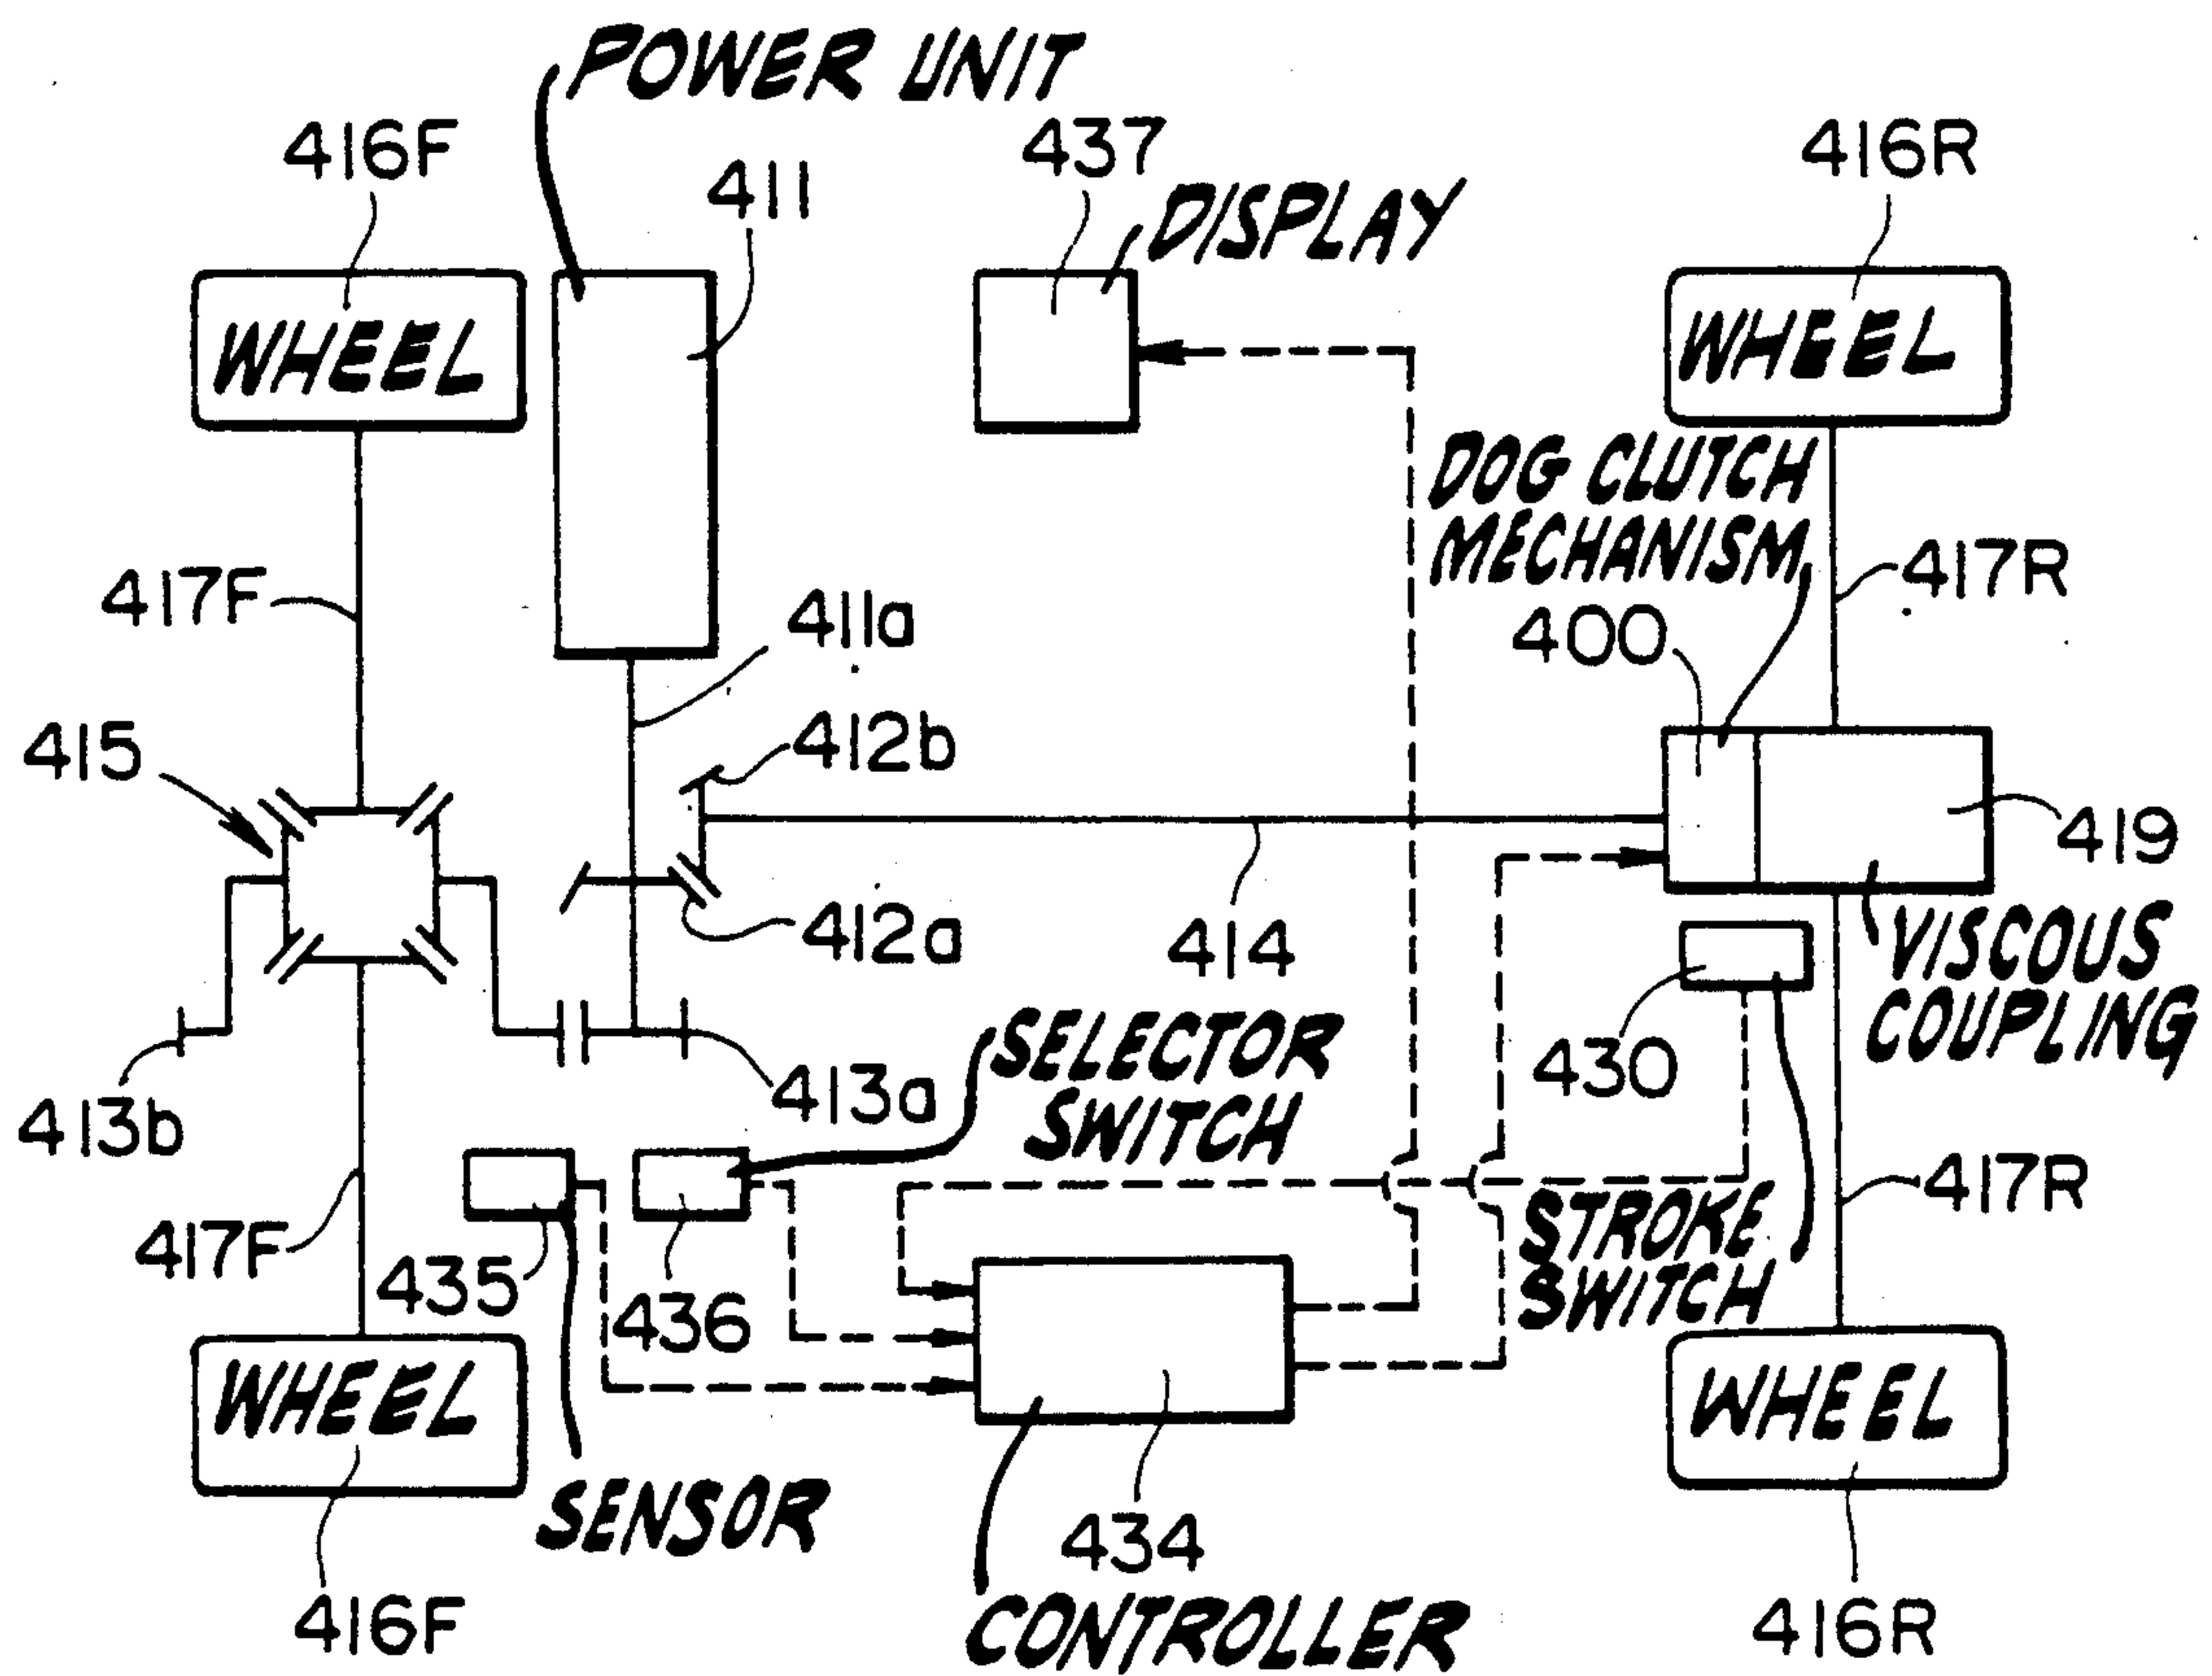 POWER UNIT
416F
411
437
DISPLAY
416R
WHEEL
WHEEL
DOG CLUTCH
MECHANISM
417F
411a
400
417R
415
412b
419
412a
414
VISCOUS
COUPLING
430
413b
413a
SELECTOR
SWITCH
417F
435
436
STROKE
SWITCH
417R
WHEEL
WHEEL
SENSOR
434
CONTROLLER
416F
416R